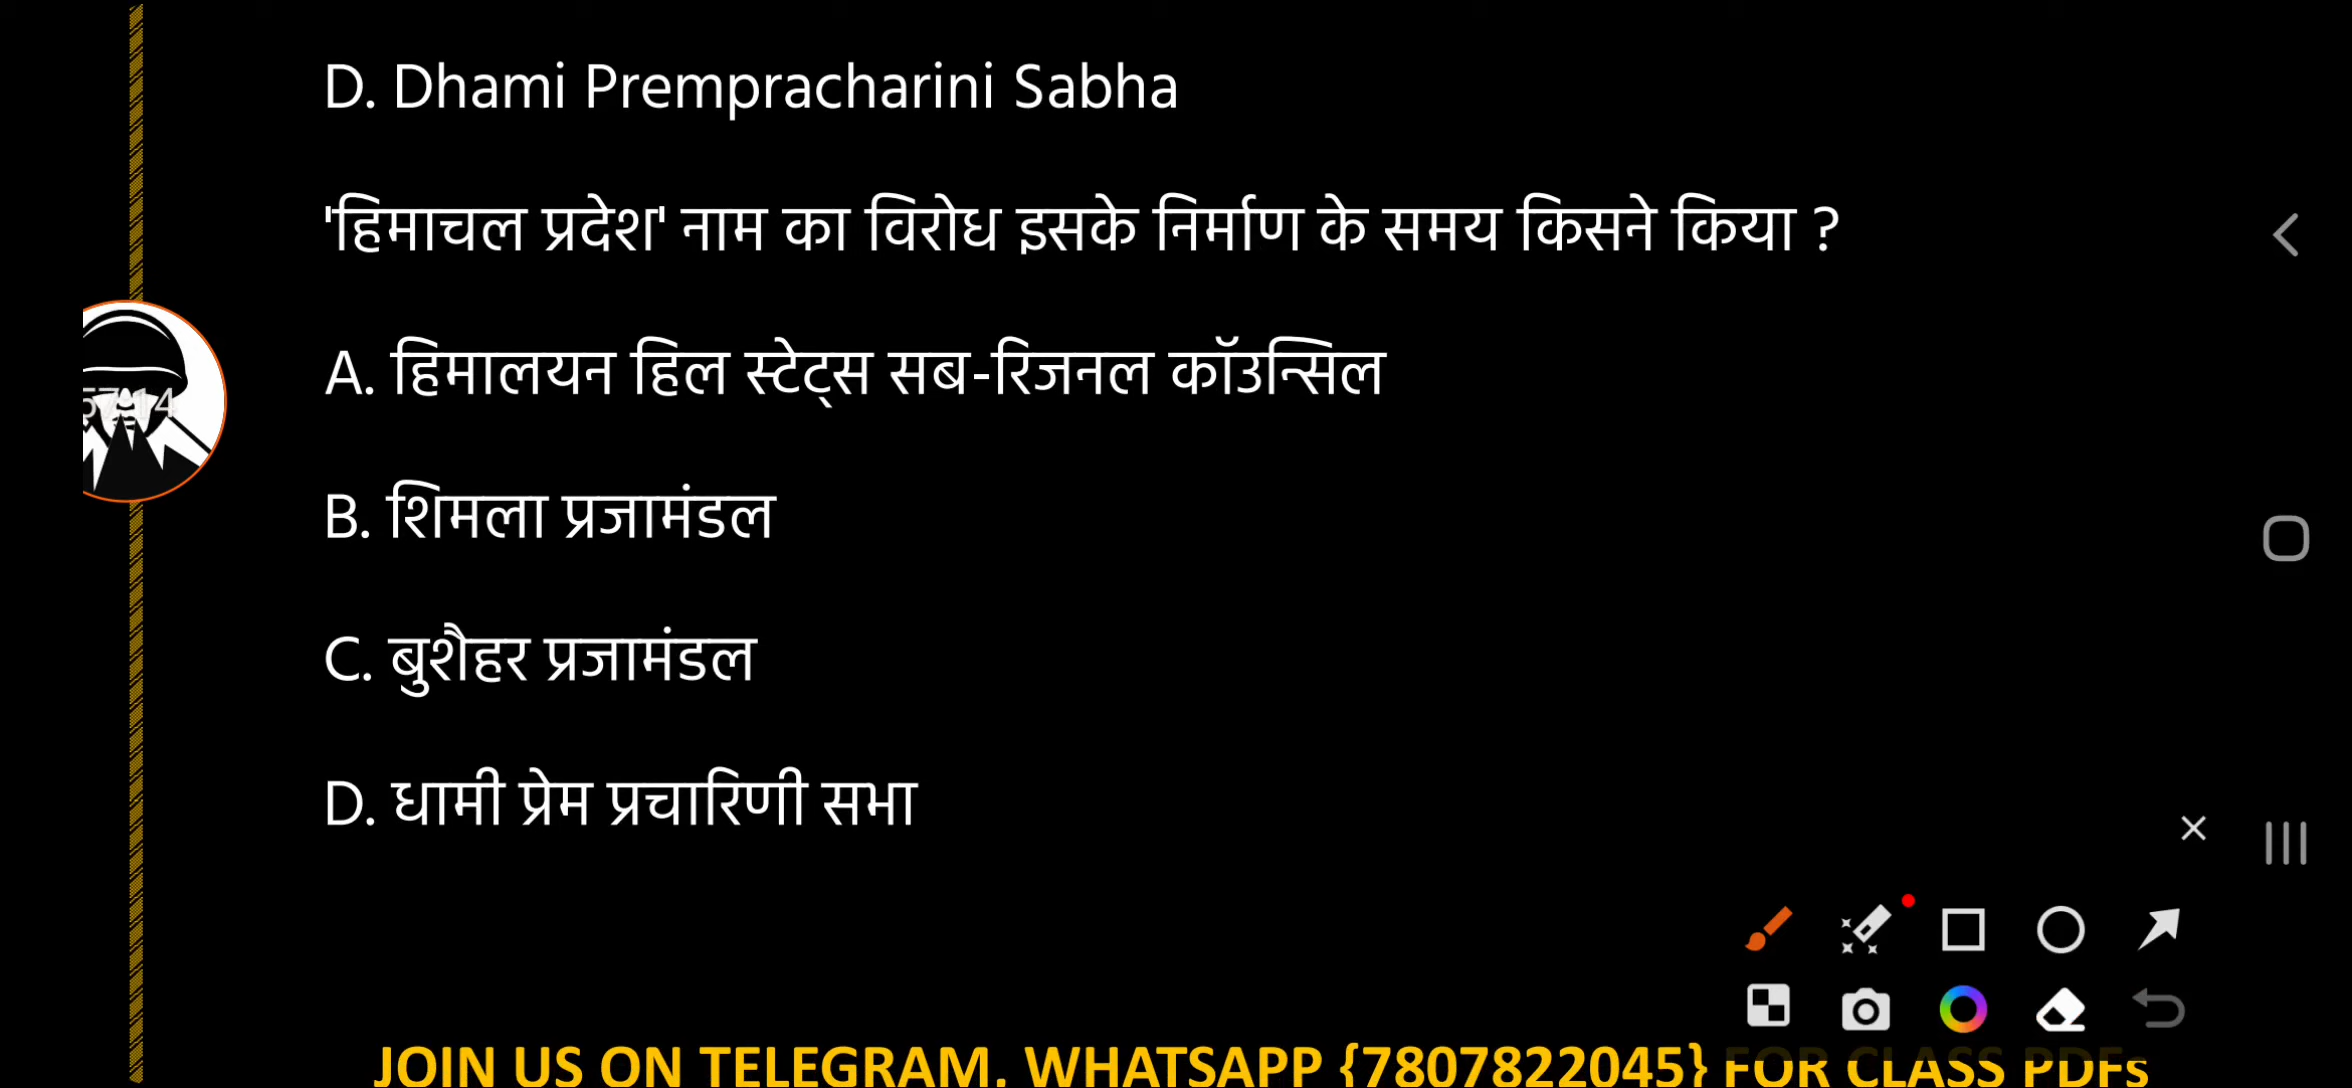 D. Dhami Prempracharini Sabha
'हिमाचल प्रदेश' नाम का विरोध इसके निर्माण के समय किसने किया ?
A. हिमालयन हिल स्टेट्स सब-रिजनल कॉउन्सिल
B. शिमला प्रजामंडल
C. बुशैहर प्रजामंडल
D. धामी प्रेम प्रचारिणी सभा
JOIN US ON TELEGRAM. WHATSAPP {7807822045} FOR CLASS PDFs